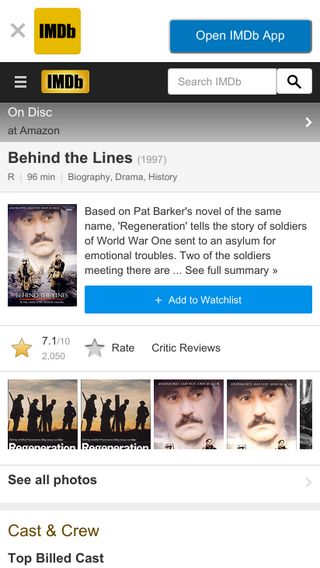 IMDb
Open IMDb App
IMDb
Search IMDb
On Disc
at Amazon
Behind the Lines (1997)
R | 96 min | Biography, Drama, History
Based on Pat Barker's novel of the same
name, 'Regeneration' tells the story of soldiers
of World War One sent to an asylum for
emotional troubles. Two of the soldiers
meeting there are ... See full summary »
BEHIND THE LINES
+ Add to Watchlist
7.1/10
2,050
Rate
Critic Reviews
Regeneration
Regeneration
See all photos
Cast & Crew
Top Billed Cast